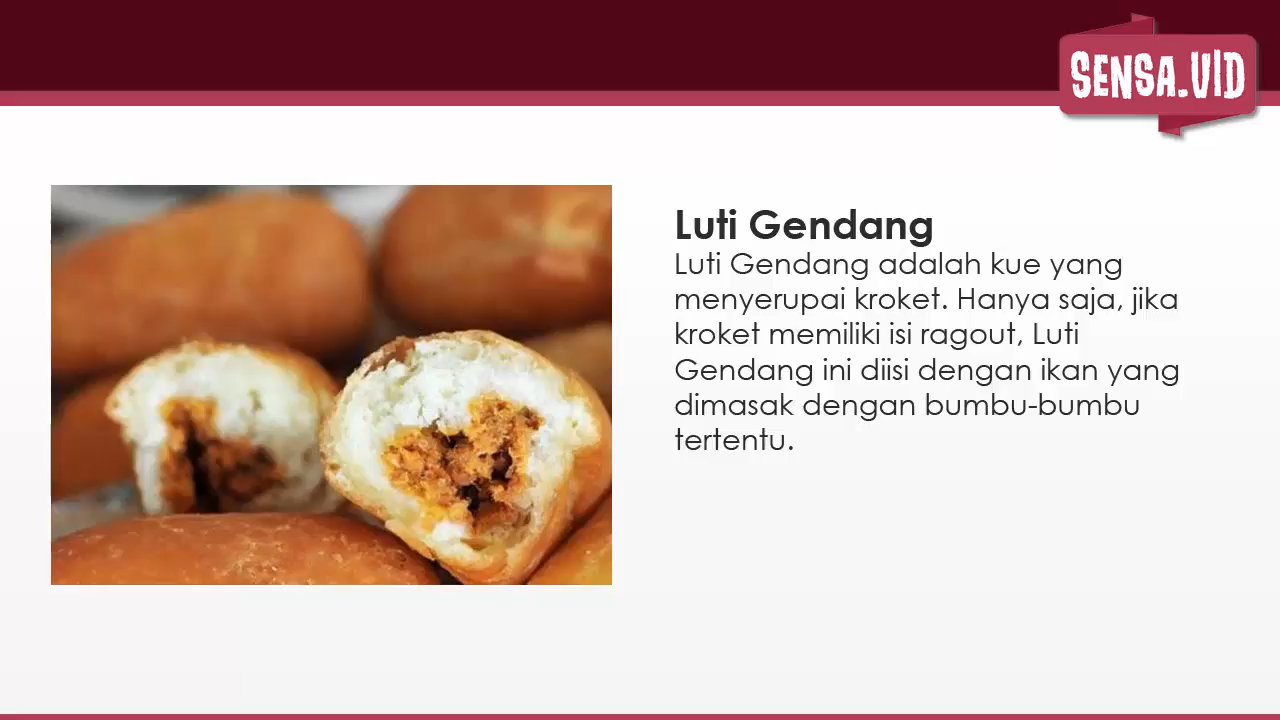 SENSA.VID
Luti Gendang
Luti Gendang adalah kue yang
menyerupai kroket. Hanya saja, jika
kroket memiliki isi ragout, Luti
Gendang ini diisi dengan ikan yang
dimasak dengan bumbu-bumbu
tertentu.